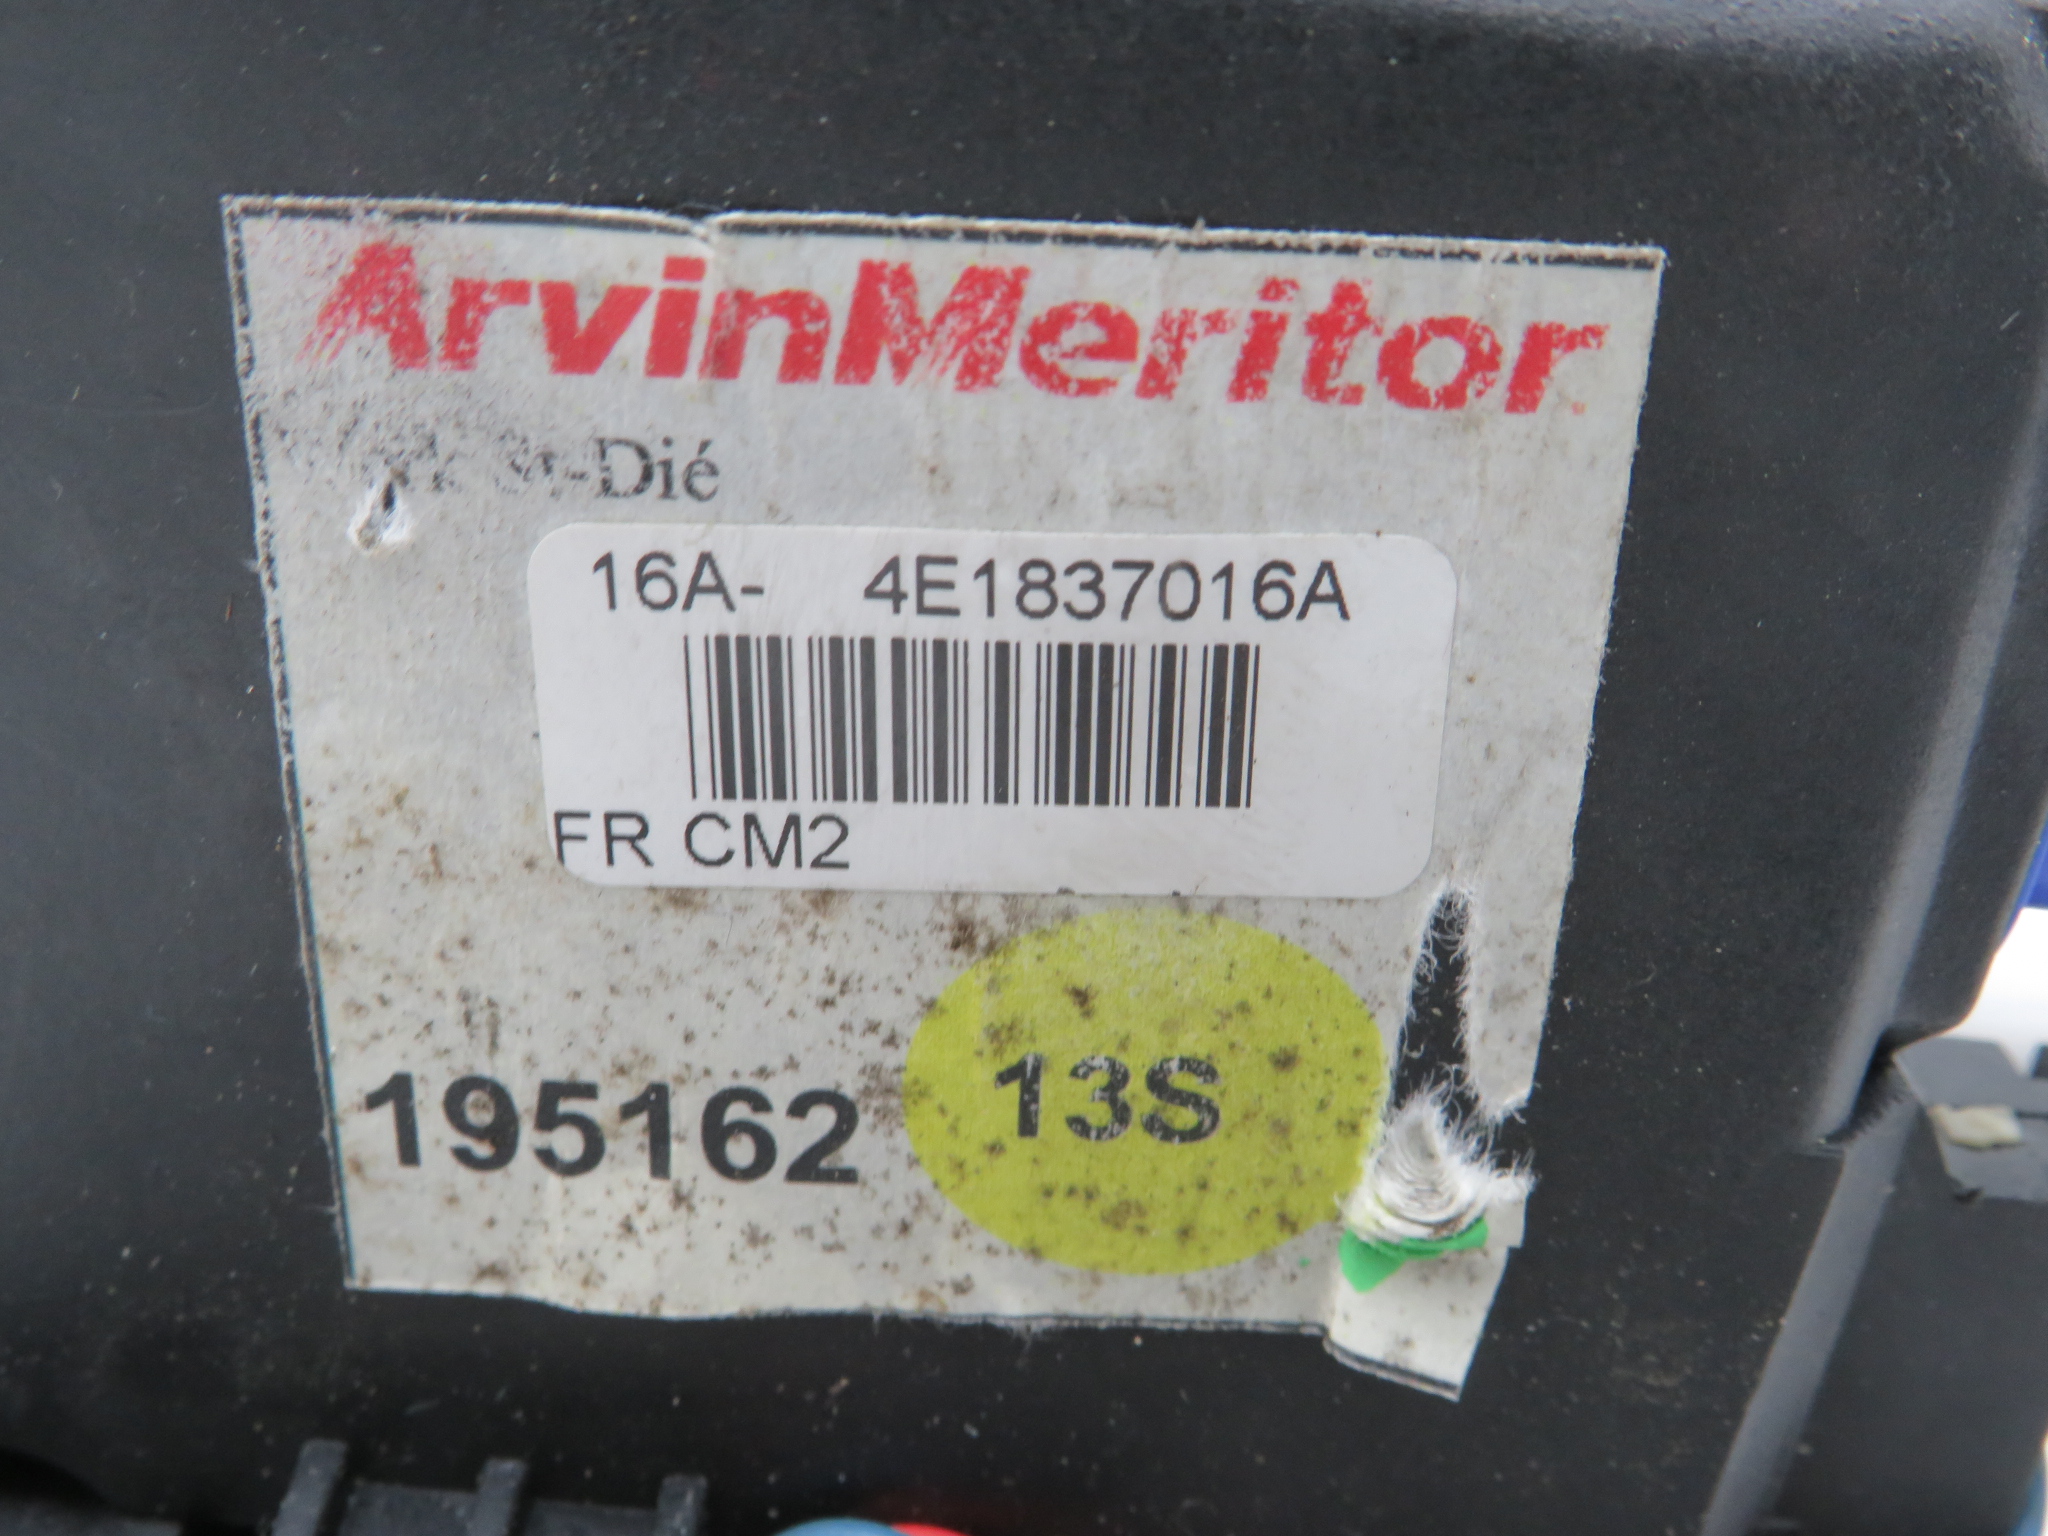 ArvinMeritor
-Dié
16A- 4E1837016A
FR CM2
195162
13S